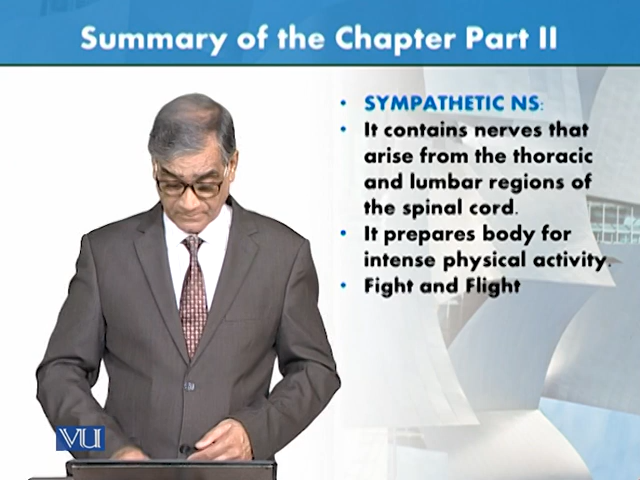 Summary of the Chapter Part II
• SYMPATHETIC NS:
• It contains nerves that
arise from the thoracic
and lumbar regions of
the spinal cord.
• It prepares body for
intense physical activity.
• Fight and Flight
VU